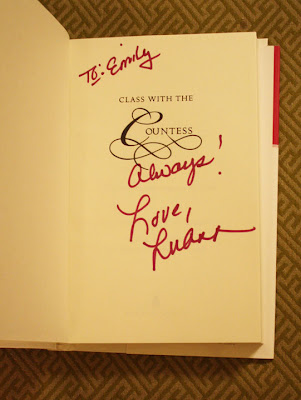 To: Emily
CLASS WITH THE
COUNTESS
Always!
Love,
LuAnn